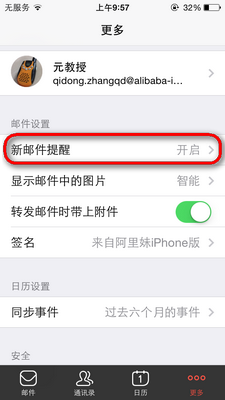 无服务 上午9:57 32%
更多
元教授
qidong.zhangqd@alibaba-i...
邮件设置
新邮件提醒 开启
显示邮件中的图片 智能
转发邮件时带上附件
签名 来自阿里妹iPhone版
日历设置
同步事件 过去六个月的事件
安全
邮件 通讯录 1 日历 更多